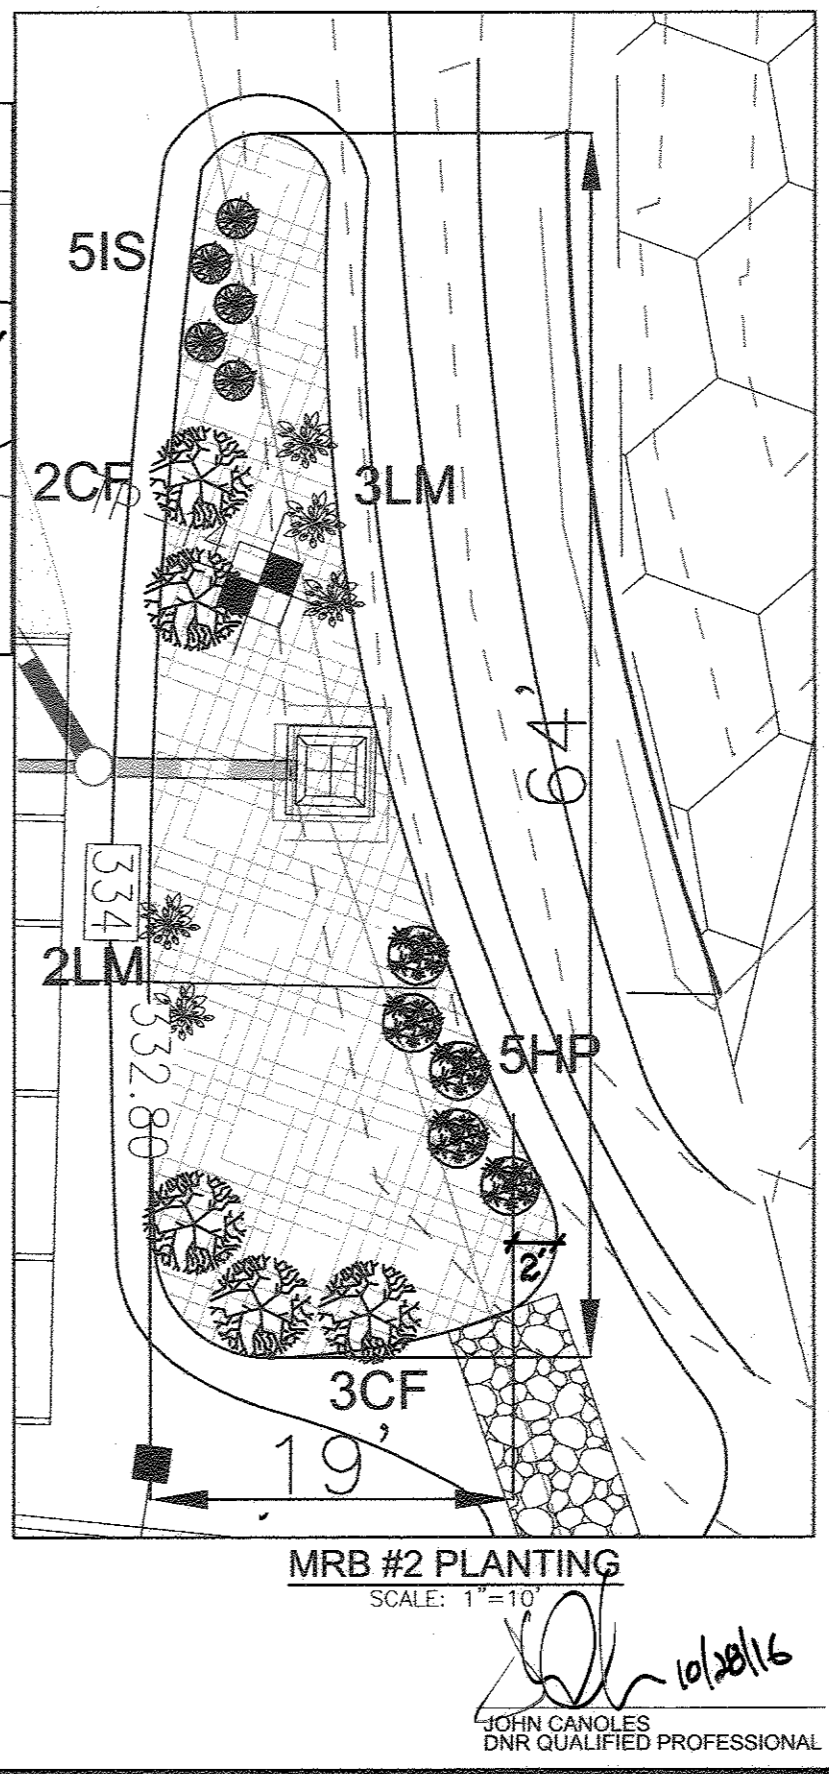 5IS
2CF
3LM
64'
334
2LM
332.80
5HP
2'
3CF
19'
MRB #2 PLANTING
SCALE: 1"=10'
10/28/16
JOHN CANOLES
DNR QUALIFIED PROFESSIONAL